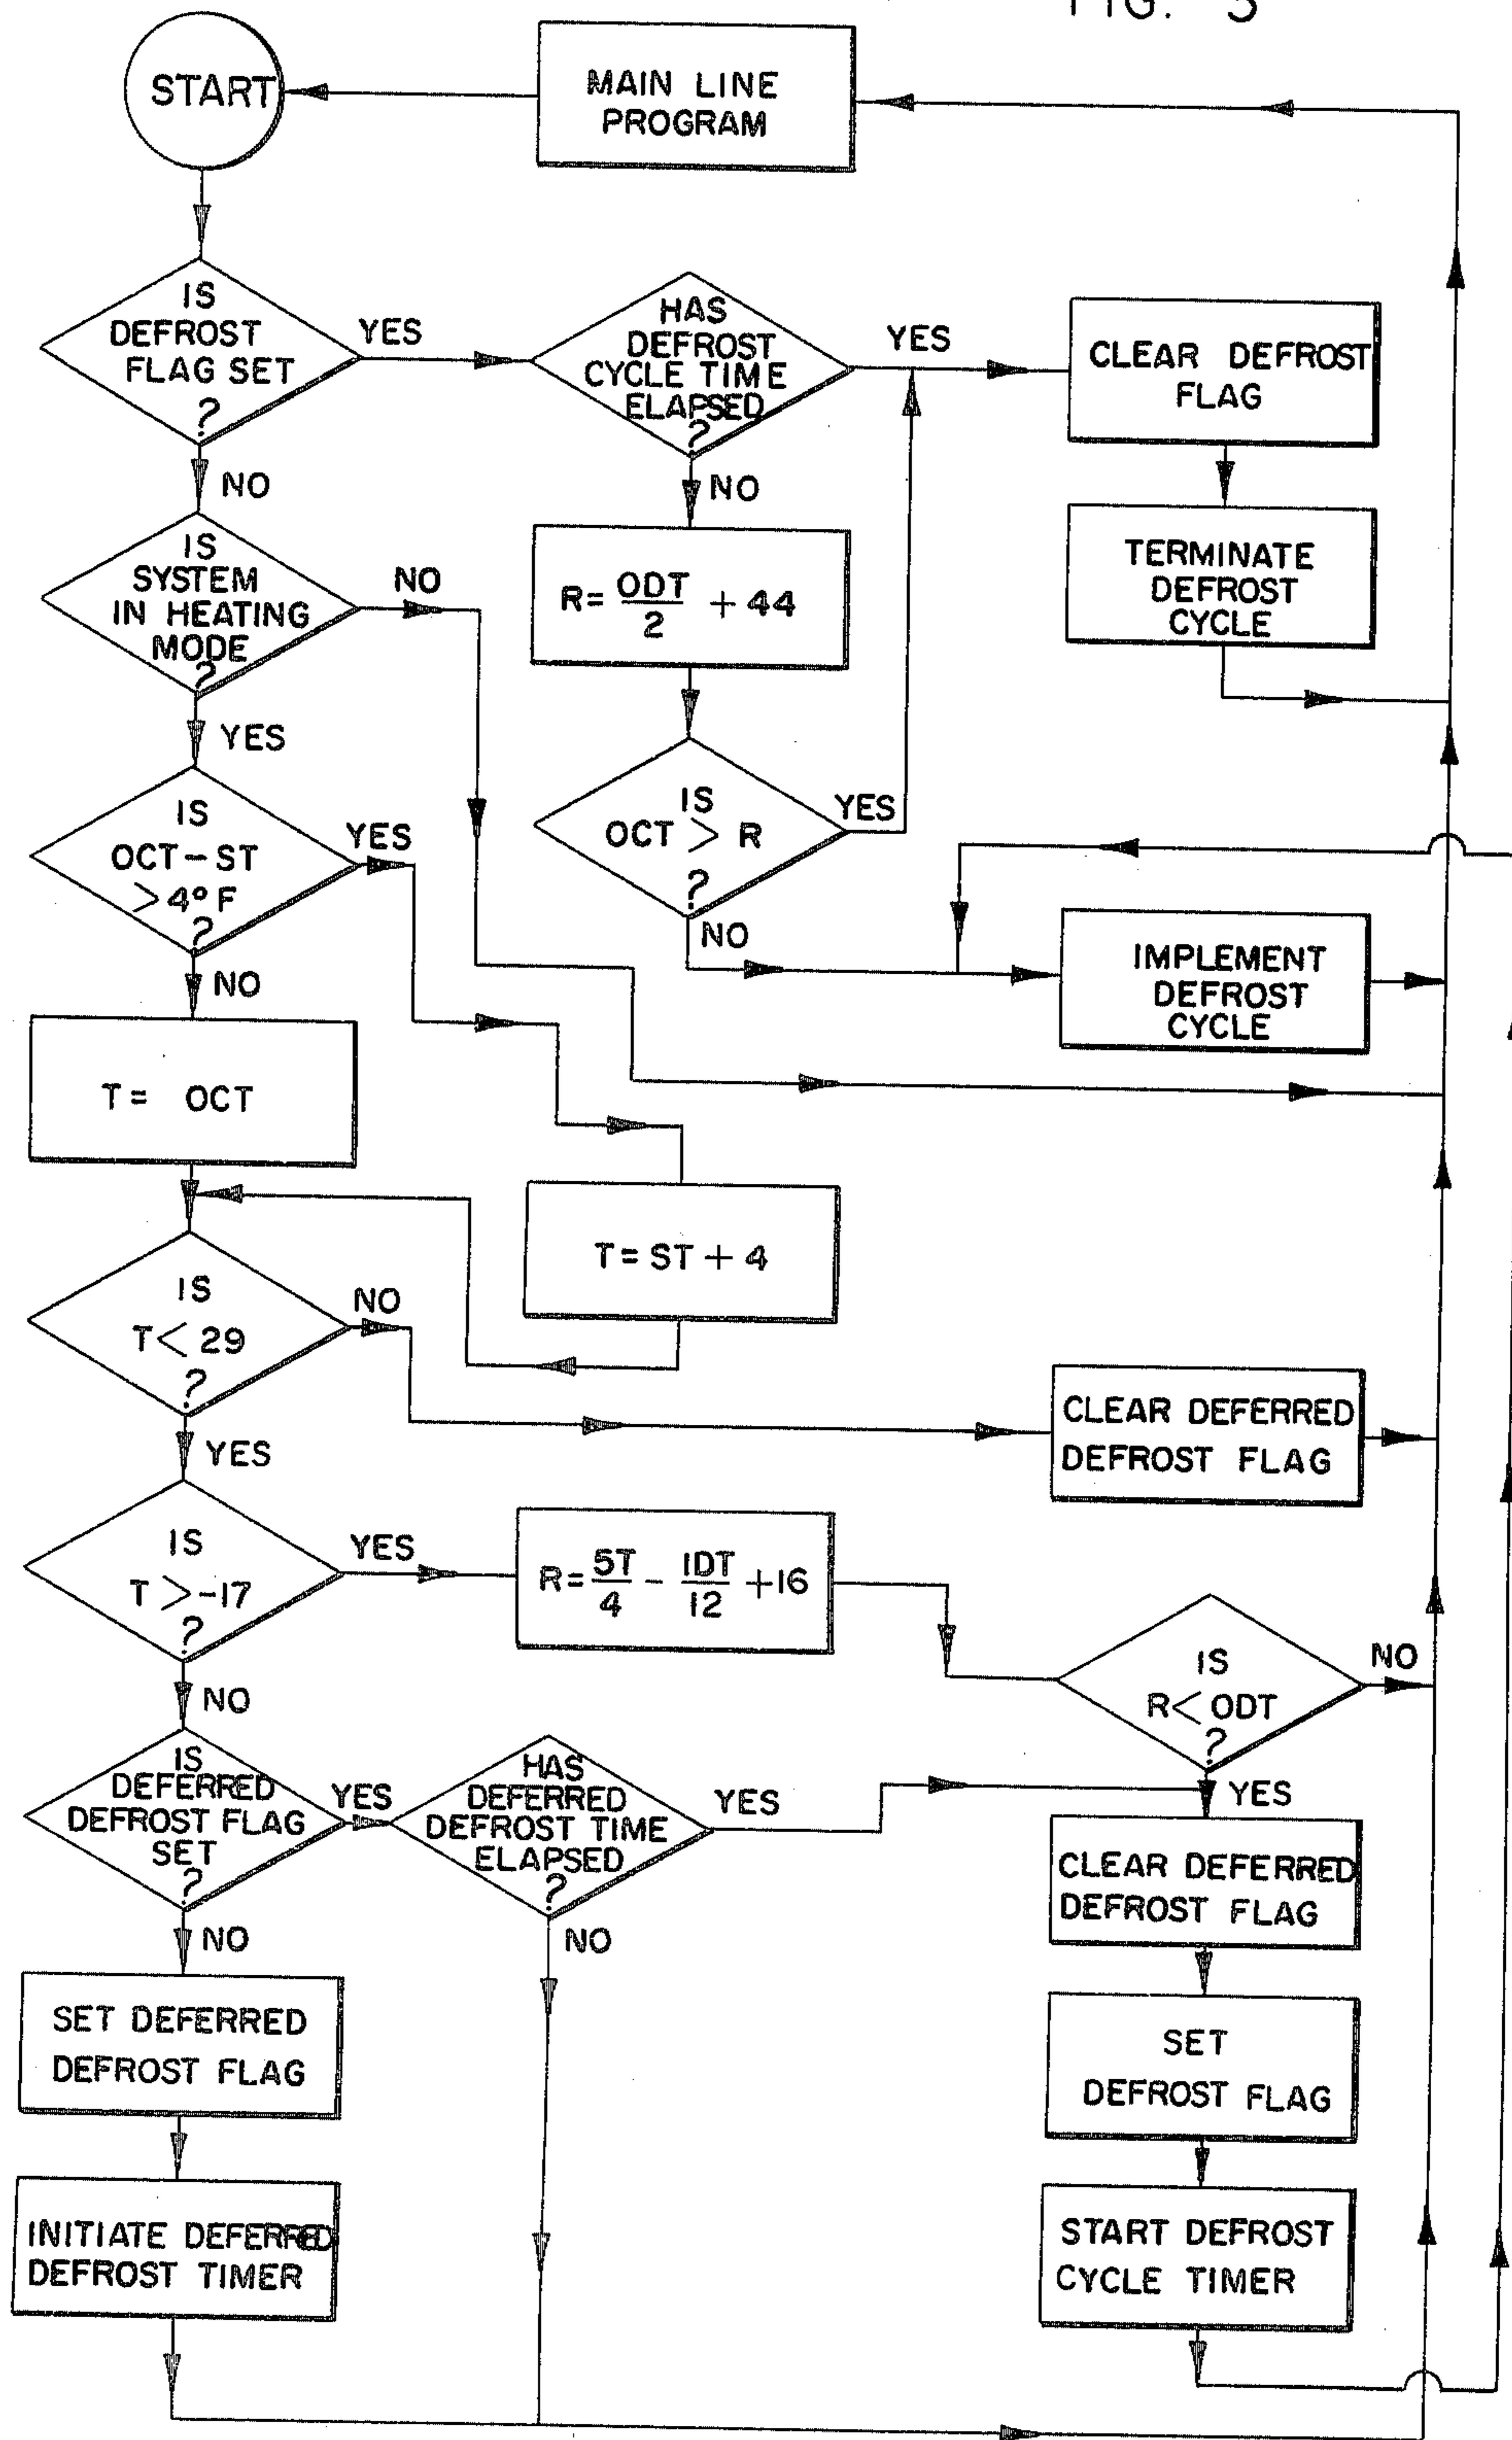 FIG. 3
START
MAIN LINE
PROGRAM
IS
DEFROST
FLAG SET
?
YES
NO
HAS
DEFROST
CYCLE TIME
ELAPSED
?
YES
NO
CLEAR DEFROST
FLAG
TERMINATE
DEFROST
CYCLE
IS
SYSTEM
IN HEATING
MODE
?
NO
YES
R= ODT/2 + 44
IS
OCT > R
?
YES
NO
IS
OCT-ST
>4° F
?
YES
NO
IMPLEMENT
DEFROST
CYCLE
T= OCT
T= ST + 4
IS
T< 29
?
NO
YES
CLEAR DEFERRED
DEFROST FLAG
IS
T >-17
?
YES
NO
R= 5T/4 - IDT/12 +16
IS
R< ODT
?
NO
YES
IS
DEFERRED
DEFROST FLAG
SET
?
YES
NO
HAS
DEFERRED
DEFROST TIME
ELAPSED
?
YES
NO
CLEAR DEFERRED
DEFROST FLAG
SET DEFERRED
DEFROST FLAG
SET
DEFROST FLAG
INITIATE DEFERRED
DEFROST TIMER
START DEFROST
CYCLE TIMER